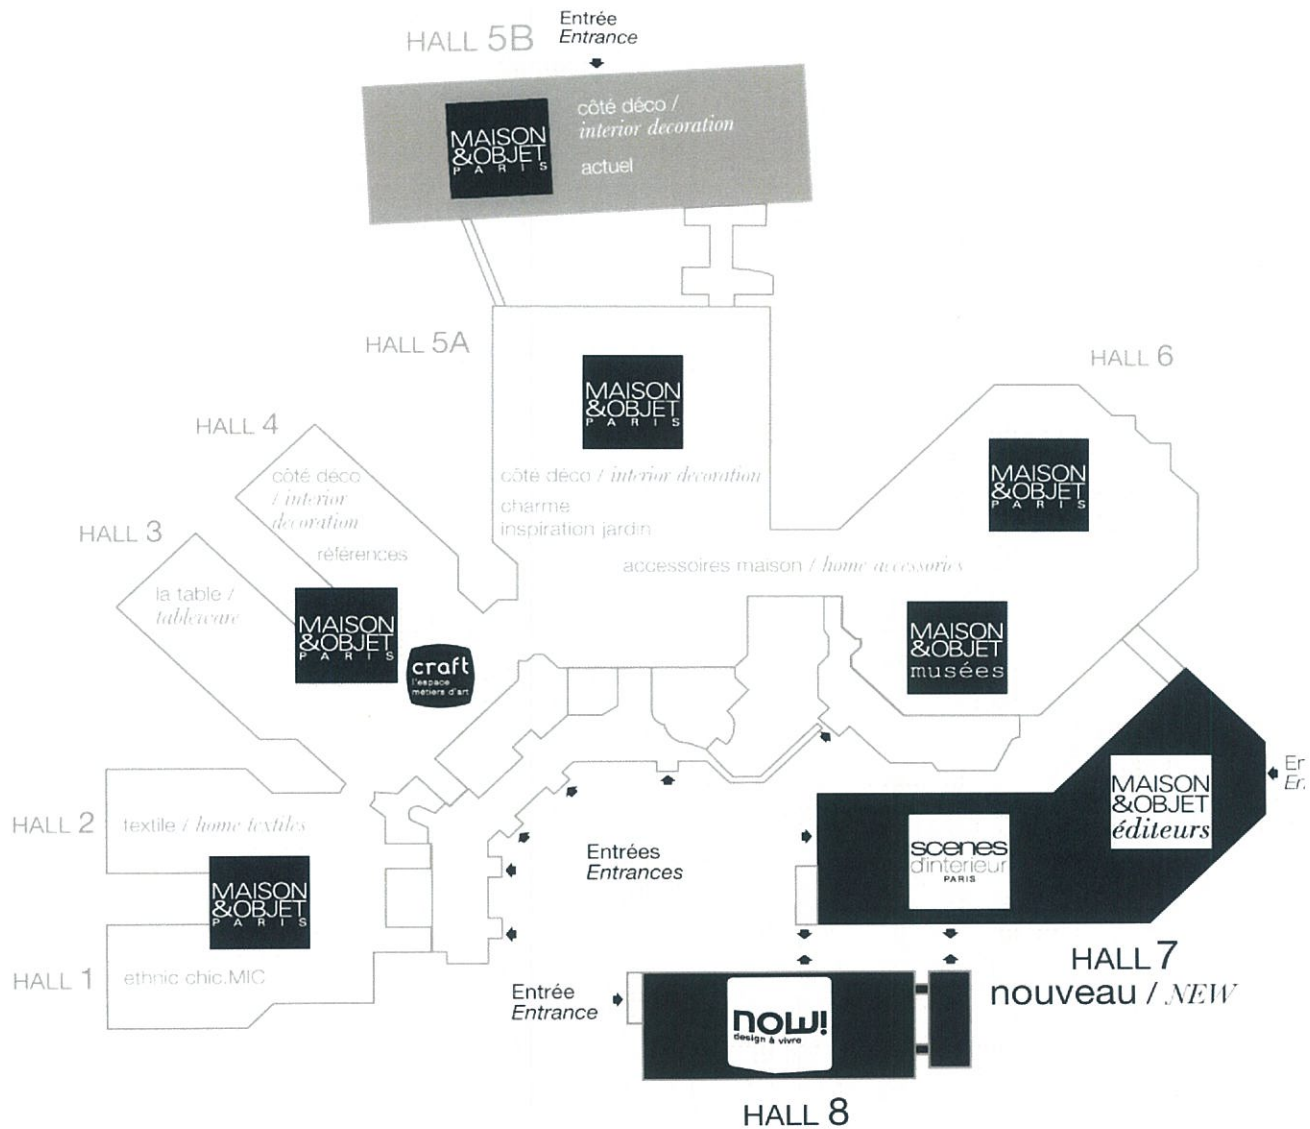 Entrée
Entrance
HALL 5B
MAISON
&OBJET
PARIS
côté déco /
interior decoration
actuel
HALL 5A
MAISON
&OBJET
PARIS
côté déco / interior decoration
charme
inspiration jardin
HALL 6
MAISON
&OBJET
PARIS
accessoires maison / home accessories
MAISON
&OBJET
musées
HALL 4
côté déco
/ interior
decoration
références
HALL 3
la table /
tableware
MAISON
&OBJET
PARIS
craft
l'espace
métiers d'art
HALL 2
textile / home textiles
MAISON
&OBJET
PARIS
HALL 1
ethnic chic.MIC
Entrées
Entrances
scenes
d'interieur
PARIS
MAISON
&OBJET
éditeurs
HALL 7
nouveau / NEW
Entrée
Entrance
now!
design à vivre
HALL 8